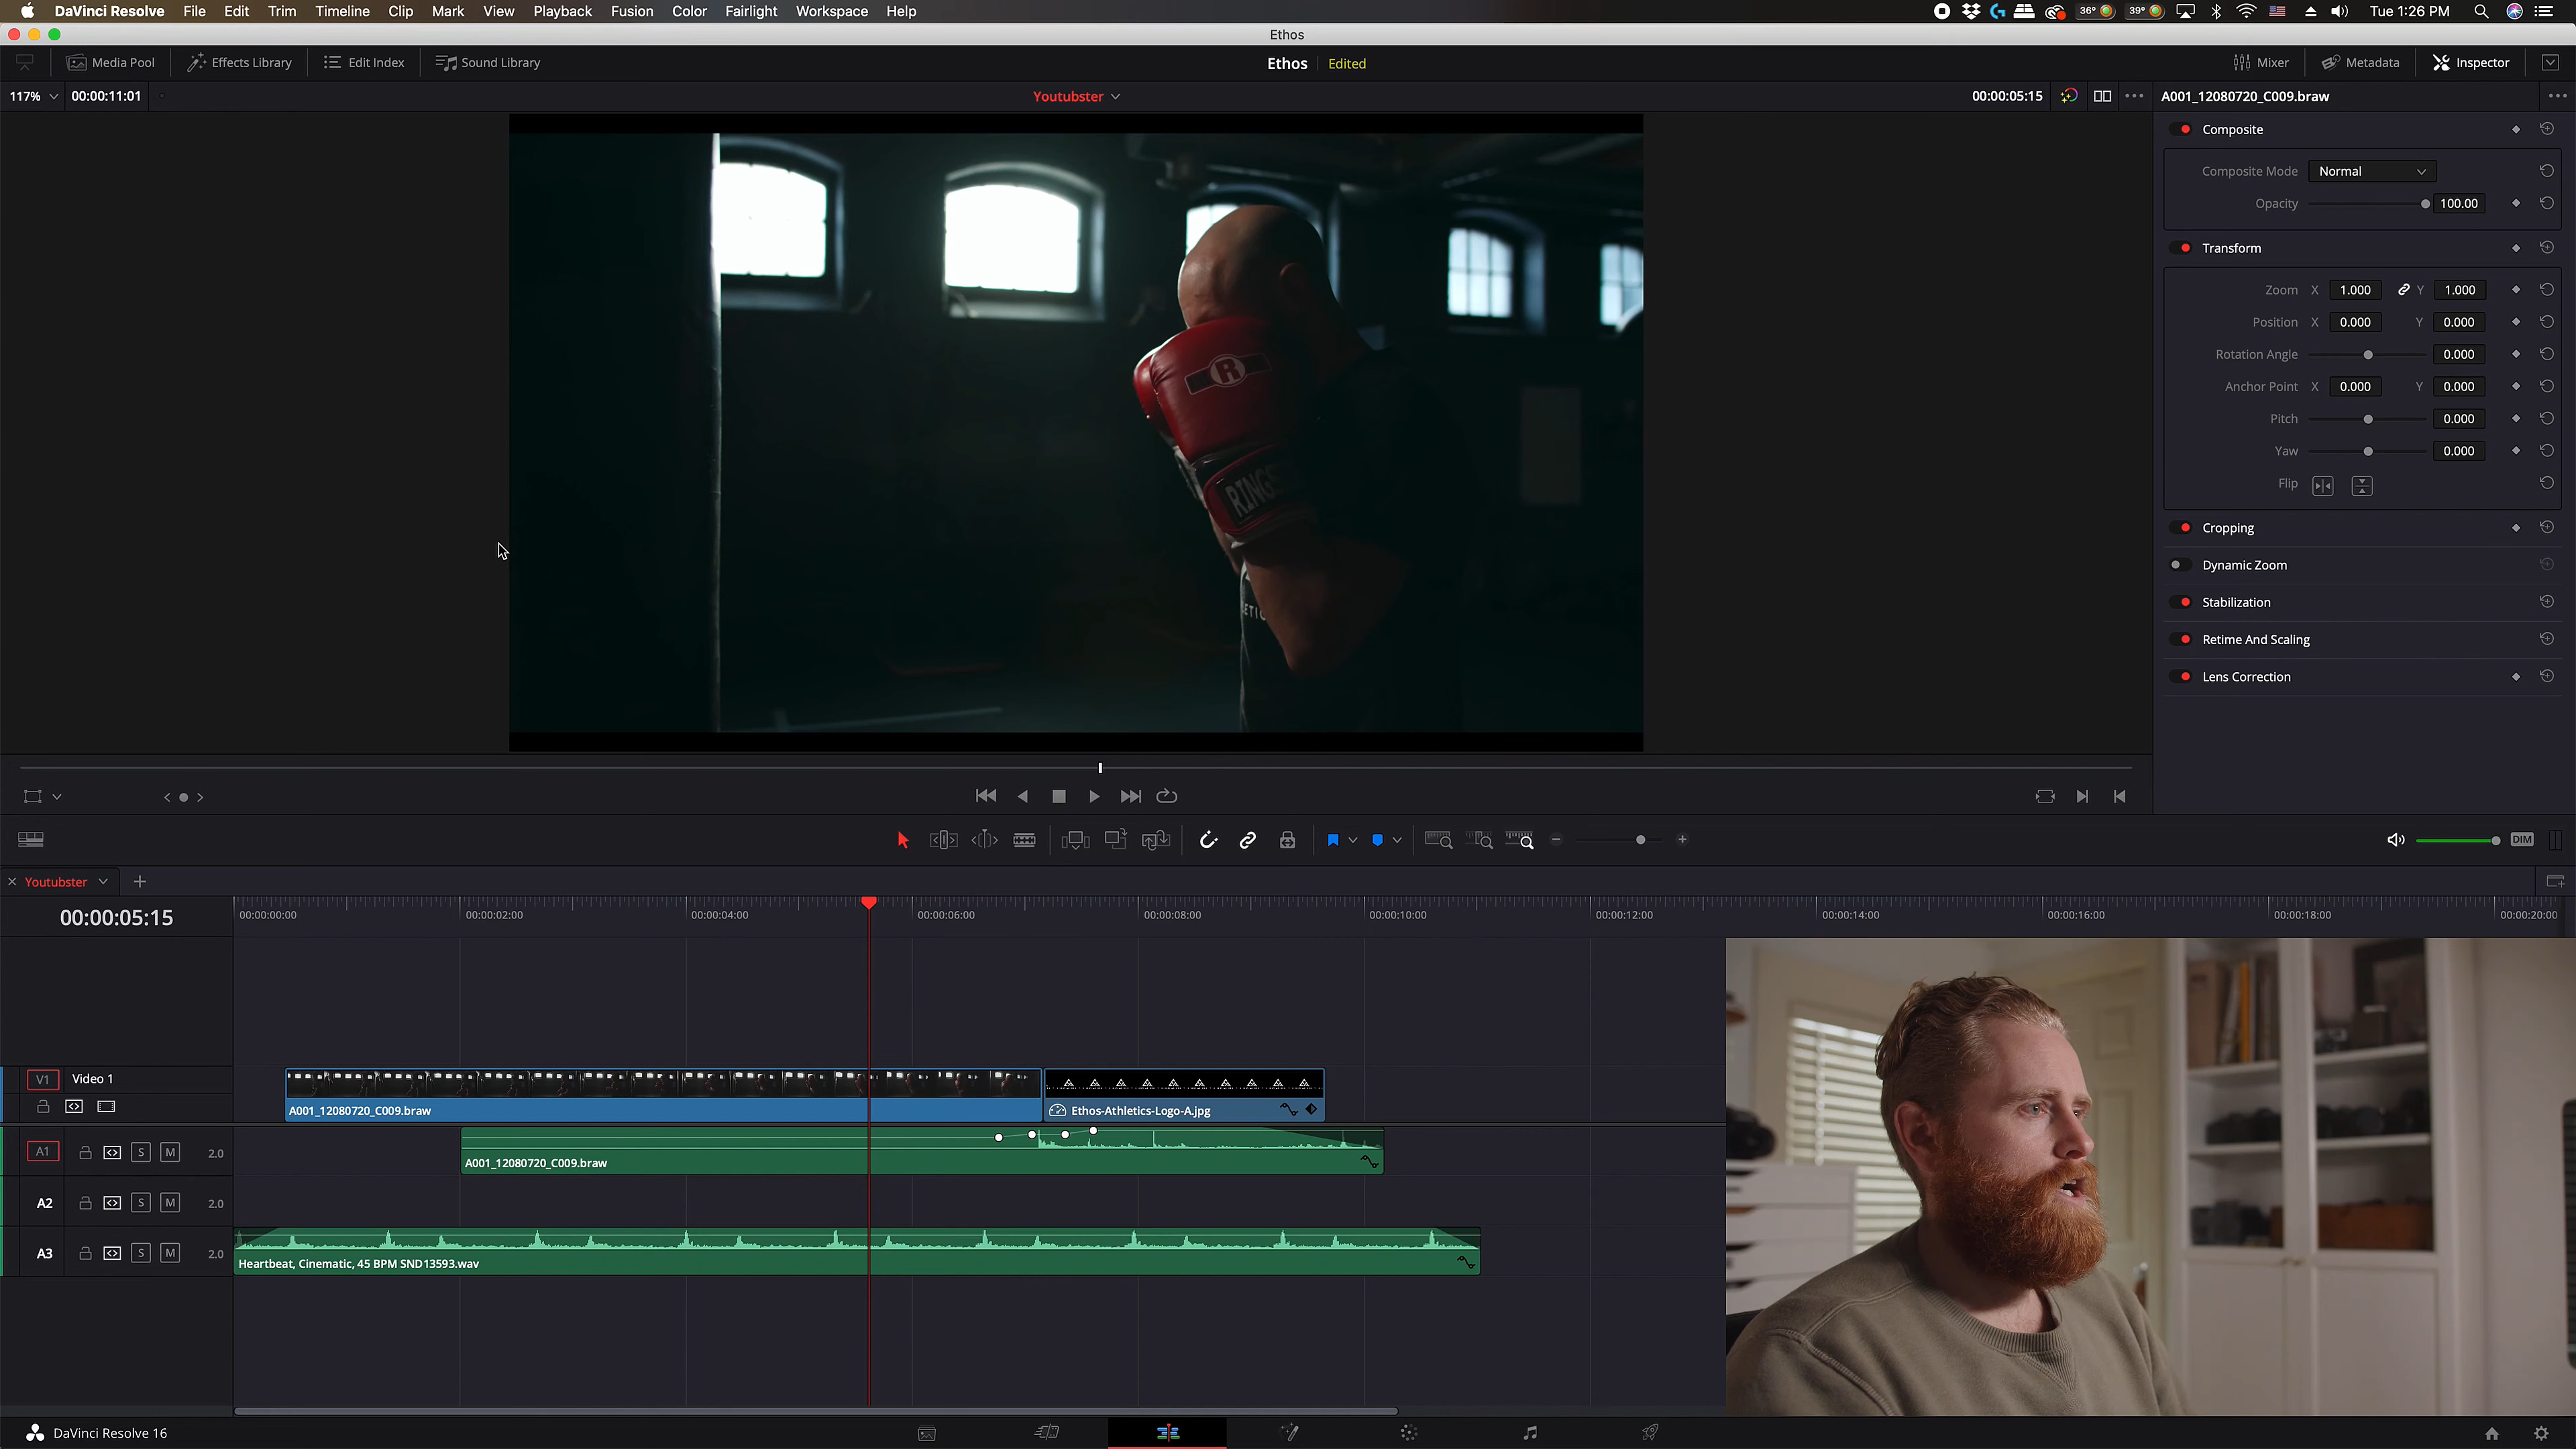 DaVinci Resolve File Edit Trim Timeline Clip Mark View Playback Fusion Color Fairlight Workspace Help 36° 39° Tue 1:26 PM
Ethos
Media Pool Effects Library Edit Index Sound Library Ethos Edited Mixer Metadata Inspector
117% 00:00:11:01 Youtubster 00:00:05:15 A001_12080720_C009.braw
Composite
Composite Mode Normal
Opacity 100.00
Transform
Zoom X 1.000 Y 1.000
Position X 0.000 Y 0.000
Rotation Angle 0.000
Anchor Point X 0.000 Y 0.000
Pitch 0.000
Yaw 0.000
Flip
Cropping
Dynamic Zoom
Stabilization
Retime And Scaling
Lens Correction
R
RINGS
DIM
Youtubster
00:00:05:15 00:00:00:00 00:00:02:00 00:00:04:00 00:00:06:00 00:00:08:00 00:00:10:00 00:00:12:00 00:00:14:00 00:00:16:00 00:00:18:00 00:00:20:00
V1 Video 1
A001_12080720_C009.braw Ethos-Athletics-Logo-A.jpg
A1 S M 2.0
A001_12080720_C009.braw
A2 S M 2.0
A3 S M 2.0
Heartbeat, Cinematic, 45 BPM SND13593.wav
DaVinci Resolve 16